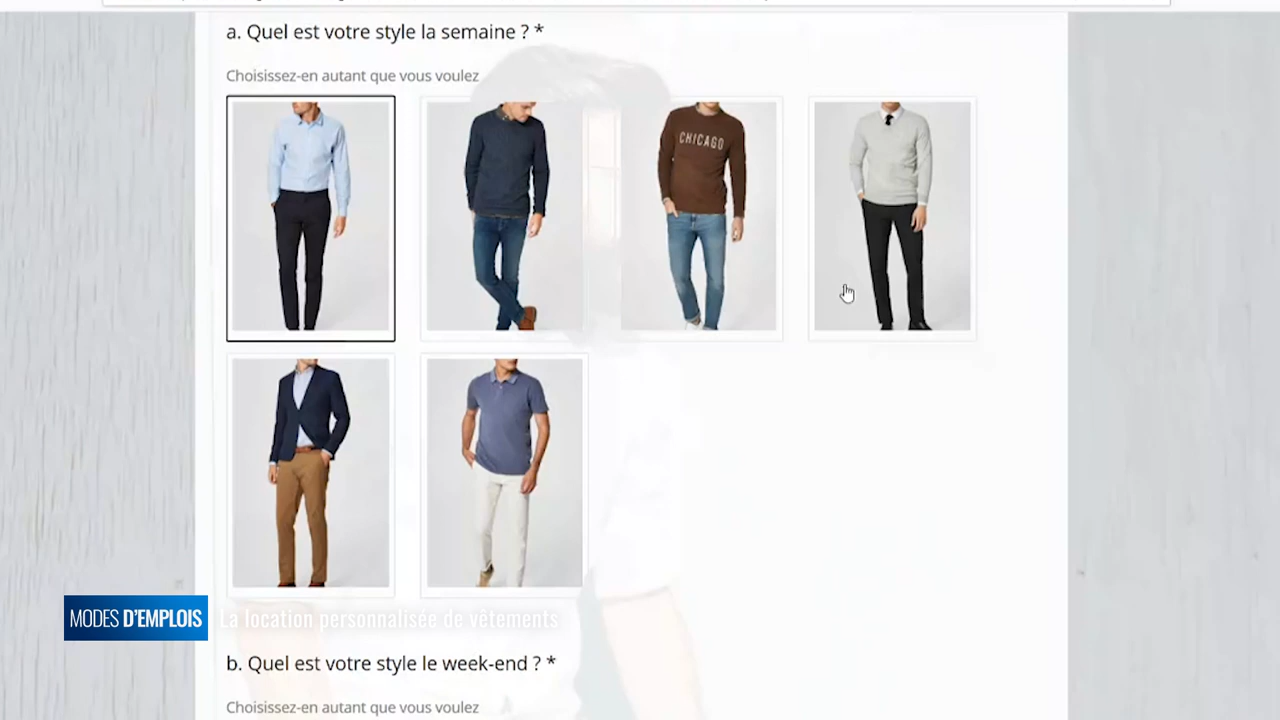 a. Quel est votre style la semaine ? *
Choisissez-en autant que vous voulez
CHICAGO
MODES D'EMPLOIS
La location personnalisée de vêtements
b. Quel est votre style le week-end ? *
Choisissez-en autant que vous voulez